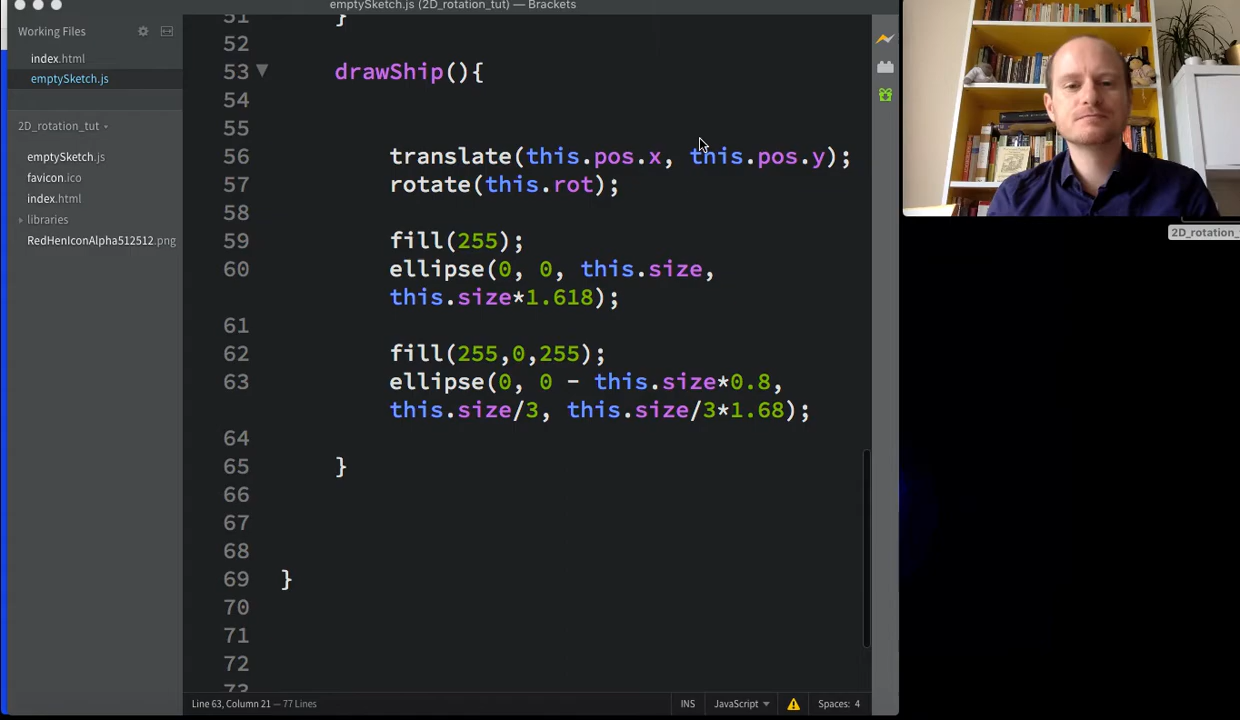 emptySketch.js (2D_rotation_tut) — Brackets
Working Files
index.html
emptySketch.js
2D_rotation_tut
emptySketch.js
favicon.ico
index.html
libraries
RedHenIconAlpha512512.png
51 }
52
53 drawShip(){
54
55
56 translate(this.pos.x, this.pos.y);
57 rotate(this.rot);
58
59 fill(255);
60 ellipse(0, 0, this.size,
this.size*1.618);
61
62 fill(255,0,255);
63 ellipse(0, 0 - this.size*0.8,
this.size/3, this.size/3*1.68);
64
65 }
66
67
68
69 }
70
71
72
73
Line 63, Column 21 — 77 Lines
INS
JavaScript
Spaces: 4
2D_rotation_